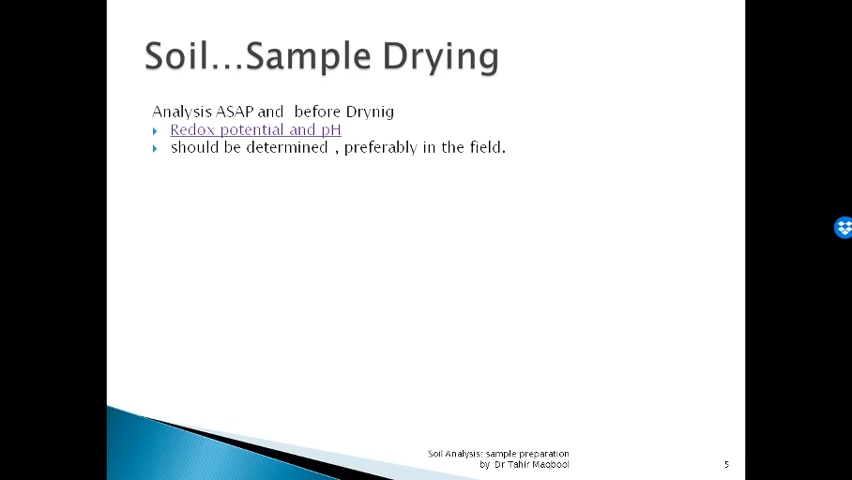 Soil...Sample Drying
Analysis ASAP and before Drynig
Redox potential and pH
should be determined , preferably in the field.
Soil Analysis: sample preparation
by Dr Tahir Maqbool
5